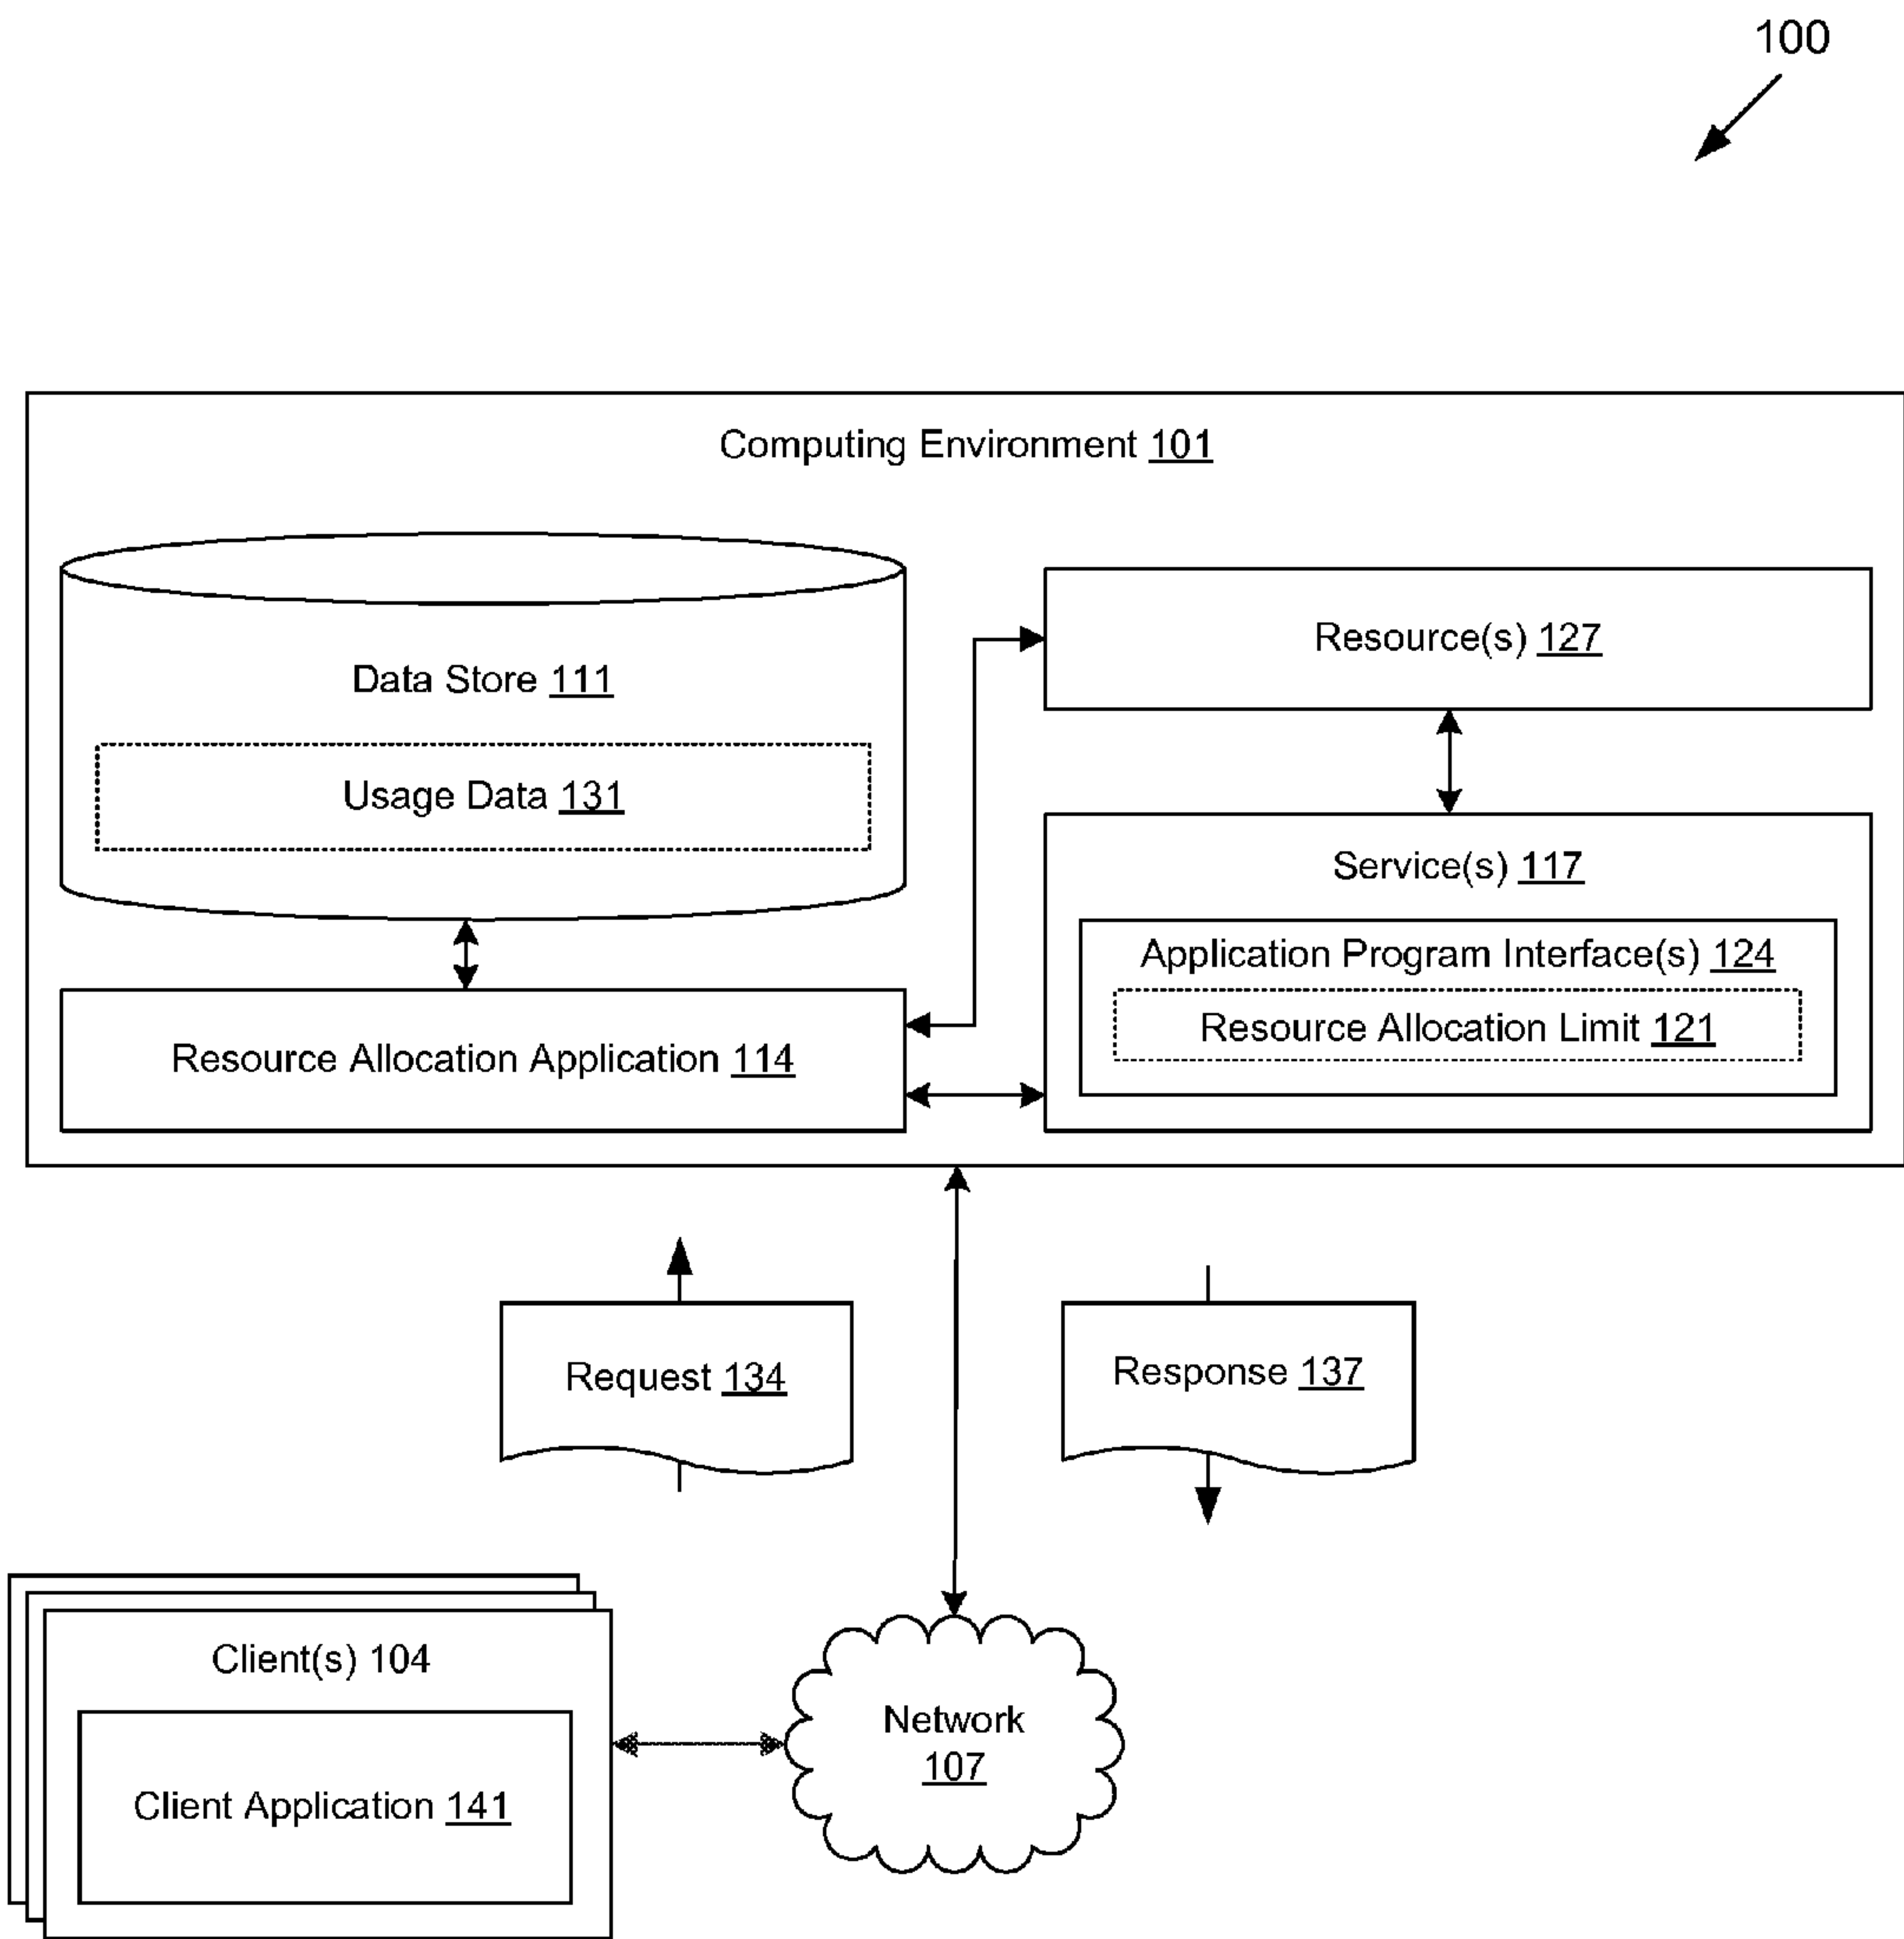 100
Computing Environment 101
Data Store 111
Usage Data 131
Resource Allocation Application 114
Resource(s) 127
Service(s) 117
Application Program Interface(s) 124
Resource Allocation Limit 121
Request 134
Response 137
Client(s) 104
Client Application 141
Network
107